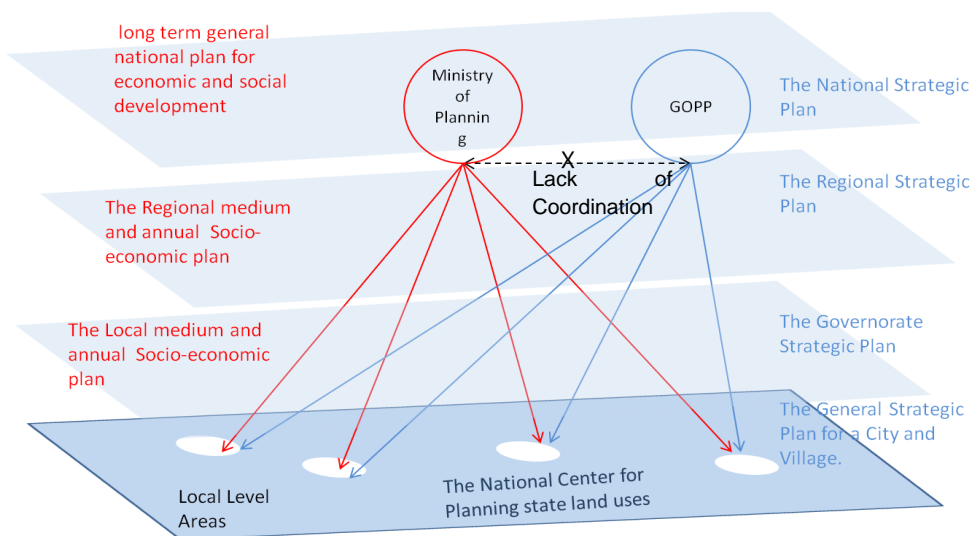 long term general
national plan for
economic and social
development
Ministry
of
Plannin
g
GOPP
The National Strategic
Plan
X
Lack of
Coordination
The Regional Strategic
Plan
The Regional medium
and annual Socio-
economic plan
The Local medium and
annual Socio-economic
plan
The Governorate
Strategic Plan
The General Strategic
Plan for a City and
Village.
Local Level
Areas
The National Center for
Planning state land uses